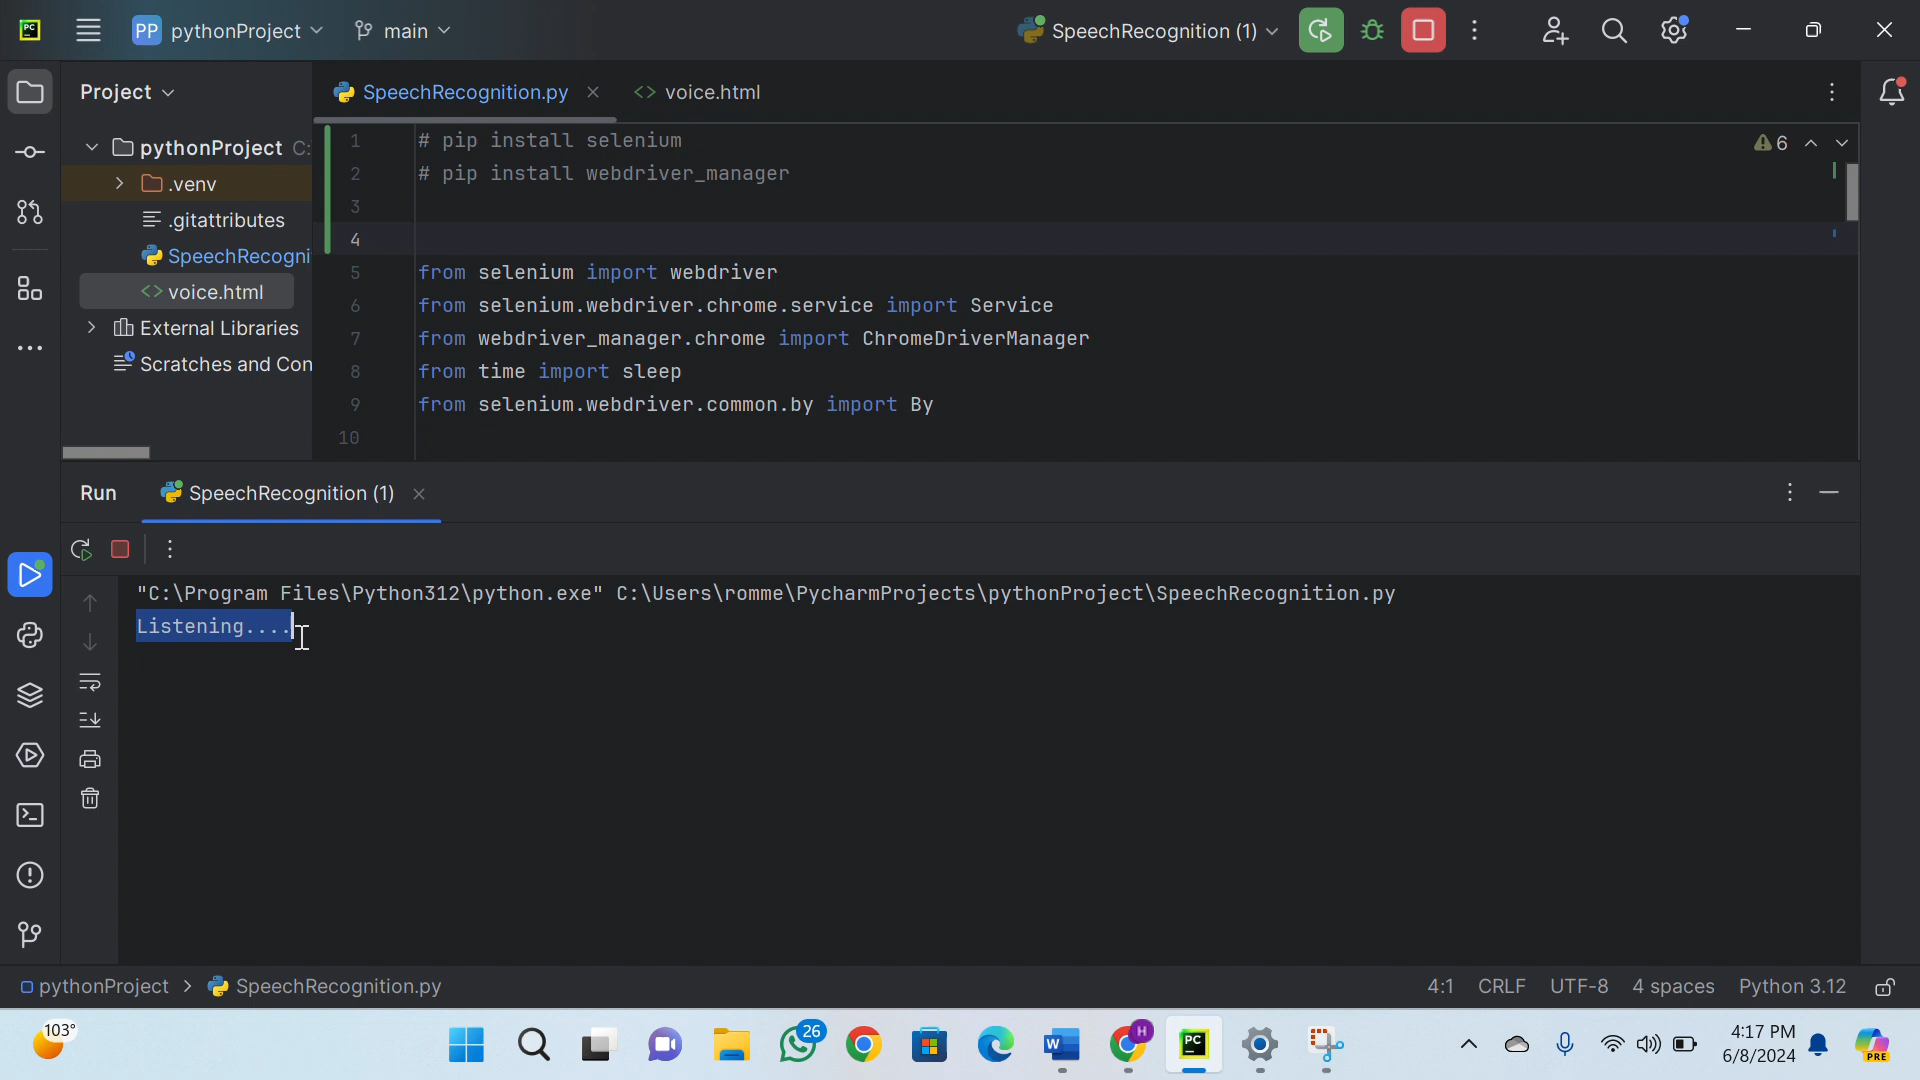 PC PP pythonProject main SpeechRecognition (1)
Project SpeechRecognition.py voice.html
pythonProject C:
.venv
.gitattributes
SpeechRecogni
voice.html
External Libraries
Scratches and Con
6
1 # pip install selenium
2 # pip install webdriver_manager
3
4
5 from selenium import webdriver
6 from selenium.webdriver.chrome.service import Service
7 from webdriver_manager.chrome import ChromeDriverManager
8 from time import sleep
9 from selenium.webdriver.common.by import By
10
Run SpeechRecognition (1)
"C:\Program Files\Python312\python.exe" C:\Users\romme\PycharmProjects\pythonProject\SpeechRecognition.py
Listening....
pythonProject > SpeechRecognition.py 4:1 CRLF UTF-8 4 spaces Python 3.12
103° 26 W H PC 4:17 PM
6/8/2024
PRE